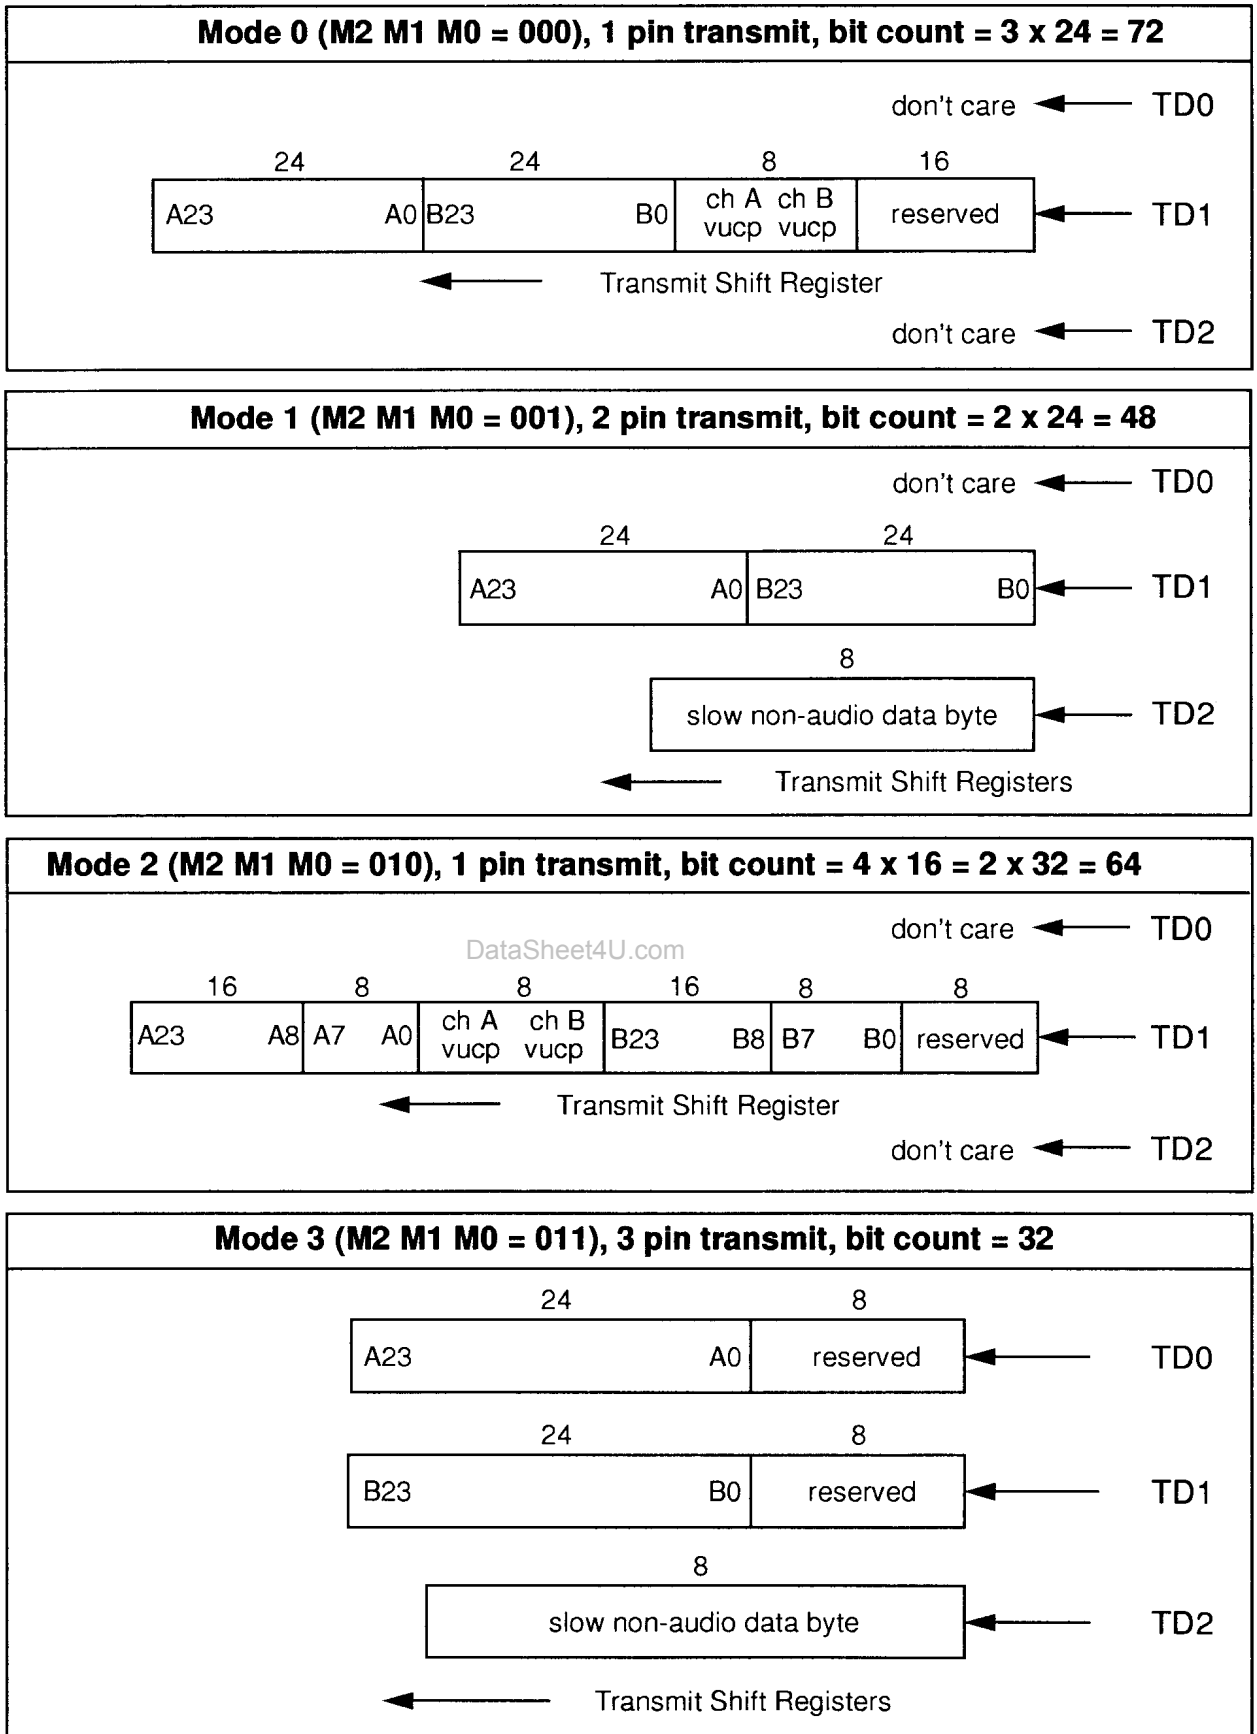 Mode 0 (M2 M1 M0 = 000), 1 pin transmit, bit count = 3 x 24 = 72
don't care TD0
24 24 8 16
A23 A0 B23 B0 ch A ch B reserved TD1
vucp vucp
Transmit Shift Register
don't care TD2
Mode 1 (M2 M1 M0 = 001), 2 pin transmit, bit count = 2 x 24 = 48
don't care TD0
24 24
A23 A0 B23 B0 TD1
8
slow non-audio data byte TD2
Transmit Shift Registers
Mode 2 (M2 M1 M0 = 010), 1 pin transmit, bit count = 4 x 16 = 2 x 32 = 64
don't care TD0
DataSheet4U.com
16 8 8 16 8 8
A23 A8 A7 A0 ch A ch B B23 B8 B7 B0 reserved TD1
vucp vucp
Transmit Shift Register
don't care TD2
Mode 3 (M2 M1 M0 = 011), 3 pin transmit, bit count = 32
24 8
A23 A0 reserved TD0
24 8
B23 B0 reserved TD1
8
slow non-audio data byte TD2
Transmit Shift Registers